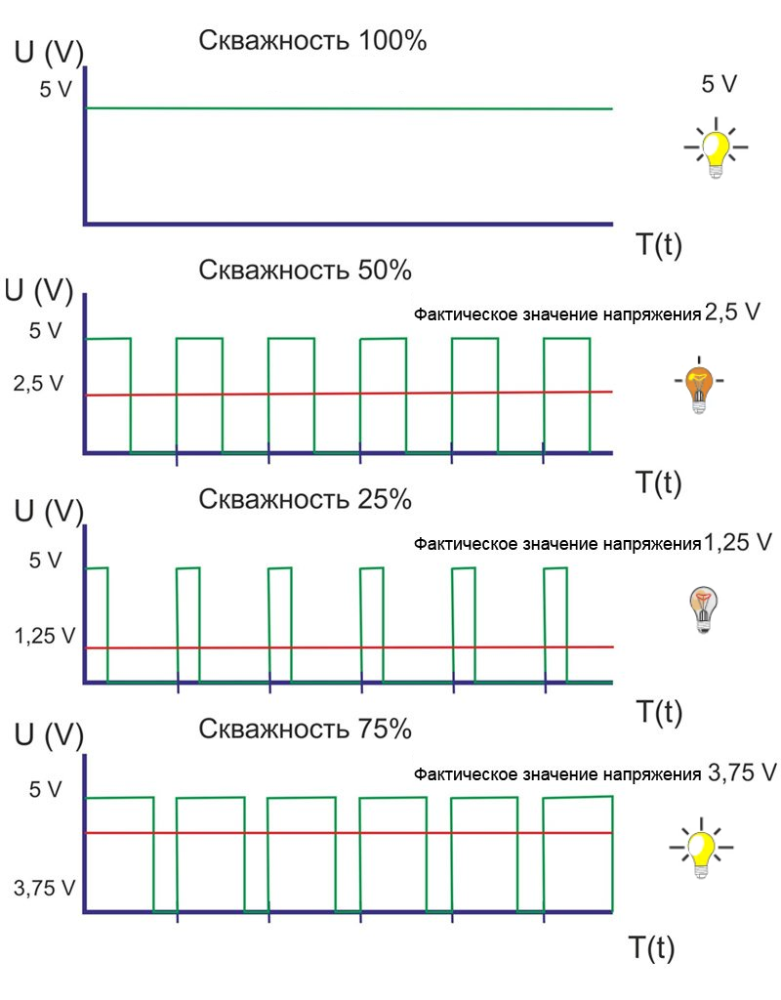 Скважность 100%
U (V)
5 V
5 V
T(t)
Скважность 50%
U (V)
Фактическое значение напряжения 2,5 V
5 V
2,5 V
T(t)
Скважность 25%
U (V)
Фактическое значение напряжения 1,25 V
5 V
1,25 V
T(t)
Скважность 75%
U (V)
Фактическое значение напряжения 3,75 V
5 V
3,75 V
T(t)